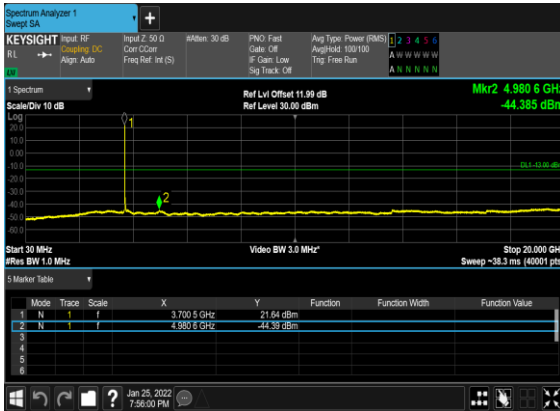 Spectrum Analyzer 1
Swept SA
+
KEYSIGHT Input: RF Input Z: 50 Ω #Atten: 30 dB PNO: Fast Avg Type: Power (RMS) 1 2 3 4 5 6
RL Coupling: DC Corr CCorr Gate: Off Avg|Hold: 100/100 A W W W W W
Align: Auto Freq Ref: Int (S) IF Gain: Low Trig: Free Run
Sig Track: Off A N N N N N
1 Spectrum Ref Lvl Offset 11.99 dB Mkr2 4.980 6 GHz
Scale/Div 10 dB Ref Level 30.00 dBm -44.385 dBm
Log
20.0
10.0
0.00
-10.0
-20.0
-30.0
-40.0
-50.0
-60.0
1
DL1 -13.00 dBm
2
Start 30 MHz Video BW 3.0 MHz* Stop 20.000 GHz
#Res BW 1.0 MHz Sweep ~38.3 ms (40001 pts)
5 Marker Table
Mode Trace Scale X Y Function Function Width Function Value
1 N 1 f 3.700 5 GHz 21.64 dBm
2 N 1 f 4.980 6 GHz -44.39 dBm
3
4
5
6
? Jan 25, 2022
7:56:00 PM